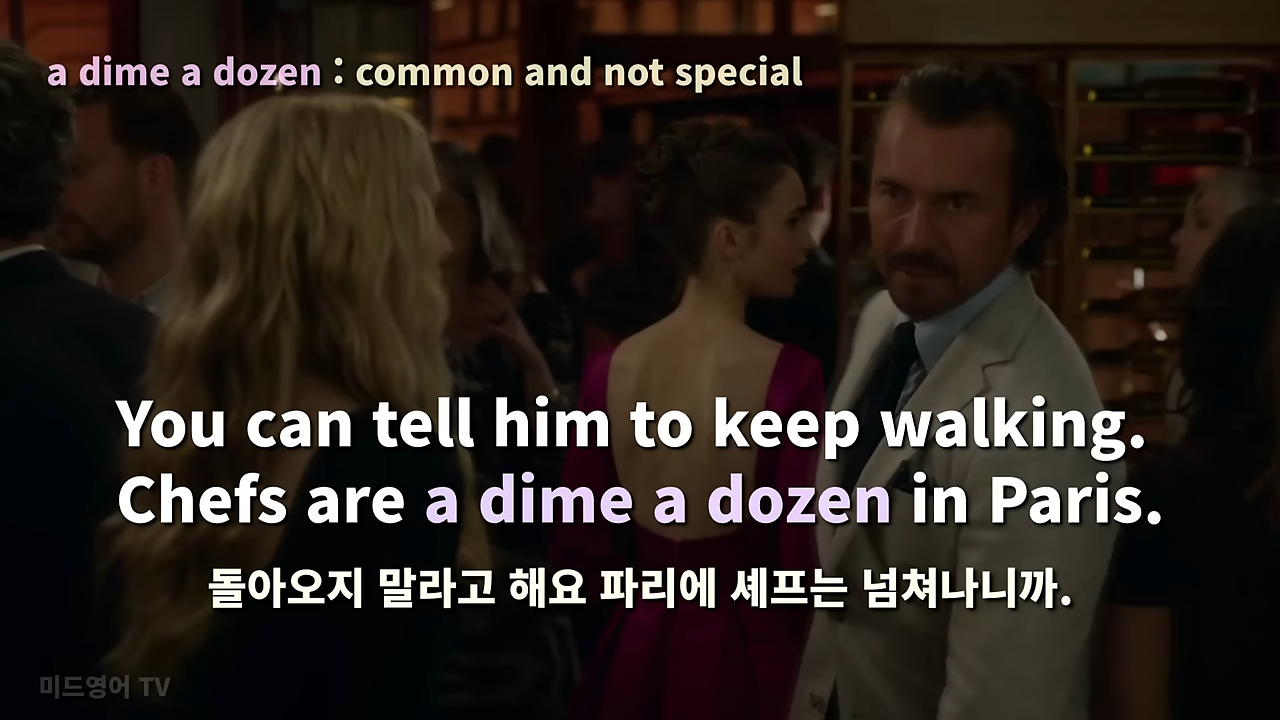 a dime a dozen : common and not special
You can tell him to keep walking.
Chefs are a dime a dozen in Paris.
돌아오지 말라고 해요 파리에 셰프는 넘쳐나니까.
미드영어 TV